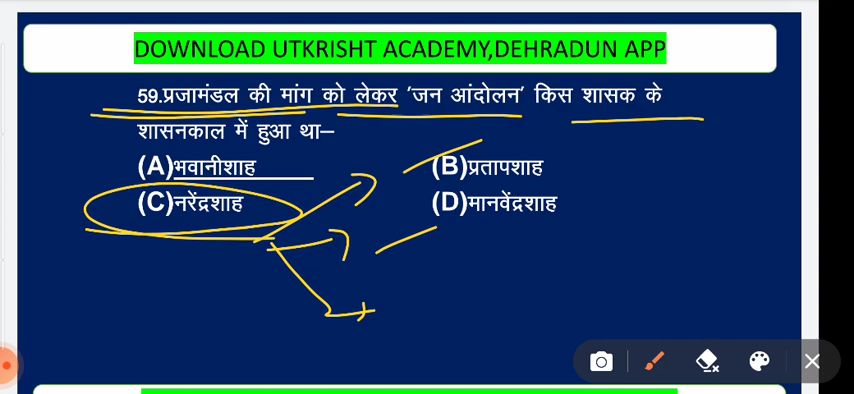 DOWNLOAD UTKRISHT ACADEMY,DEHRADUN APP
59.प्रजामंडल की मांग को लेकर 'जन आंदोलन' किस शासक के
शासनकाल में हुआ था–
(A)भवानीशाह (B)प्रतापशाह
(C)नरेंद्रशाह (D)मानवेंद्रशाह